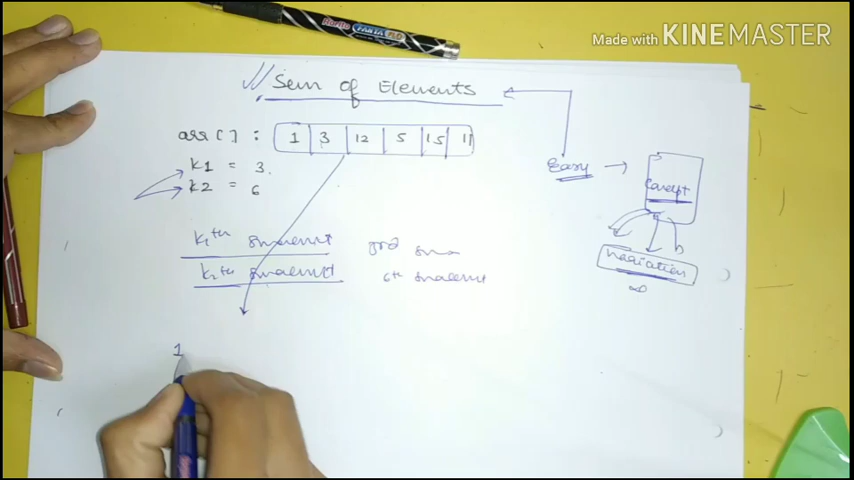 Made with KINEMASTER
Sum of Elements
arr[] : 1 3 12 5 15 11
k1 = 3
k2 = 6
Easy →
Concept
Variation
∞
k1th smallest 3rd sma
k2th smallest 6th smallest
1